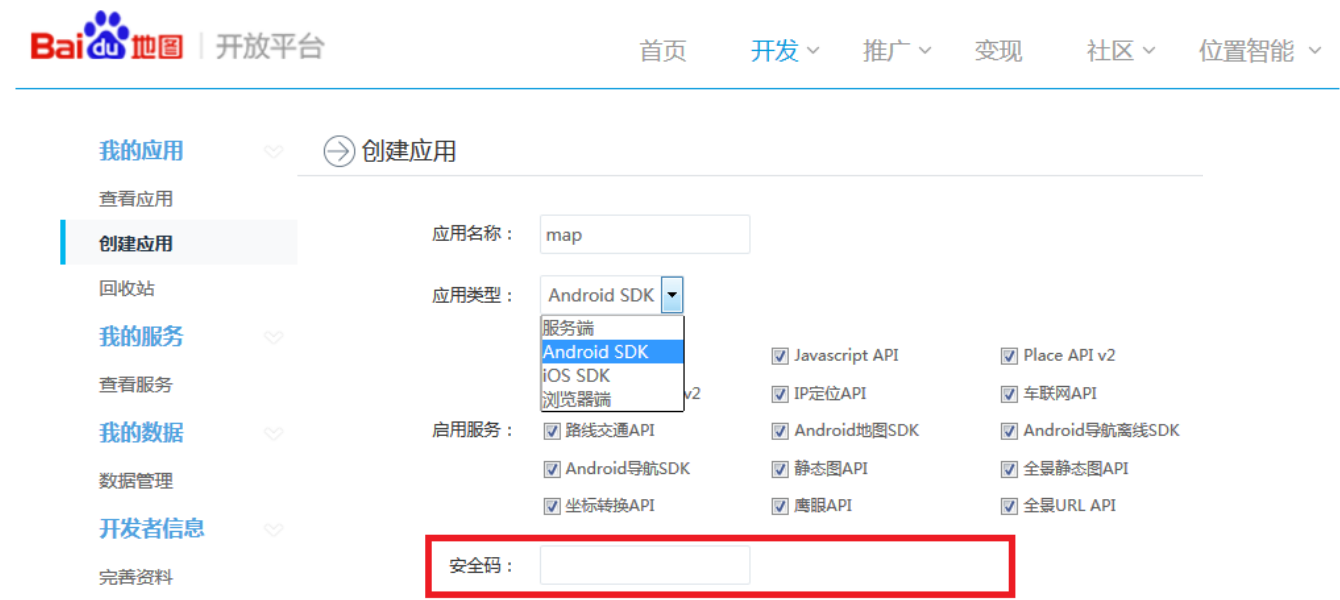 Baidu地图 开放平台 首页 开发 推广 变现 社区 位置智能
我的应用
查看应用
创建应用
回收站
我的服务
查看服务
我的数据
数据管理
开发者信息
完善资料
创建应用
应用名称： map
应用类型： Android SDK
服务端
Android SDK
iOS SDK
浏览器端
启用服务：
Javascript API Place API v2
v2 IP定位API 车联网API
路线交通API Android地图SDK Android导航离线SDK
Android导航SDK 静态图API 全景静态图API
坐标转换API 鹰眼API 全景URL API
安全码：